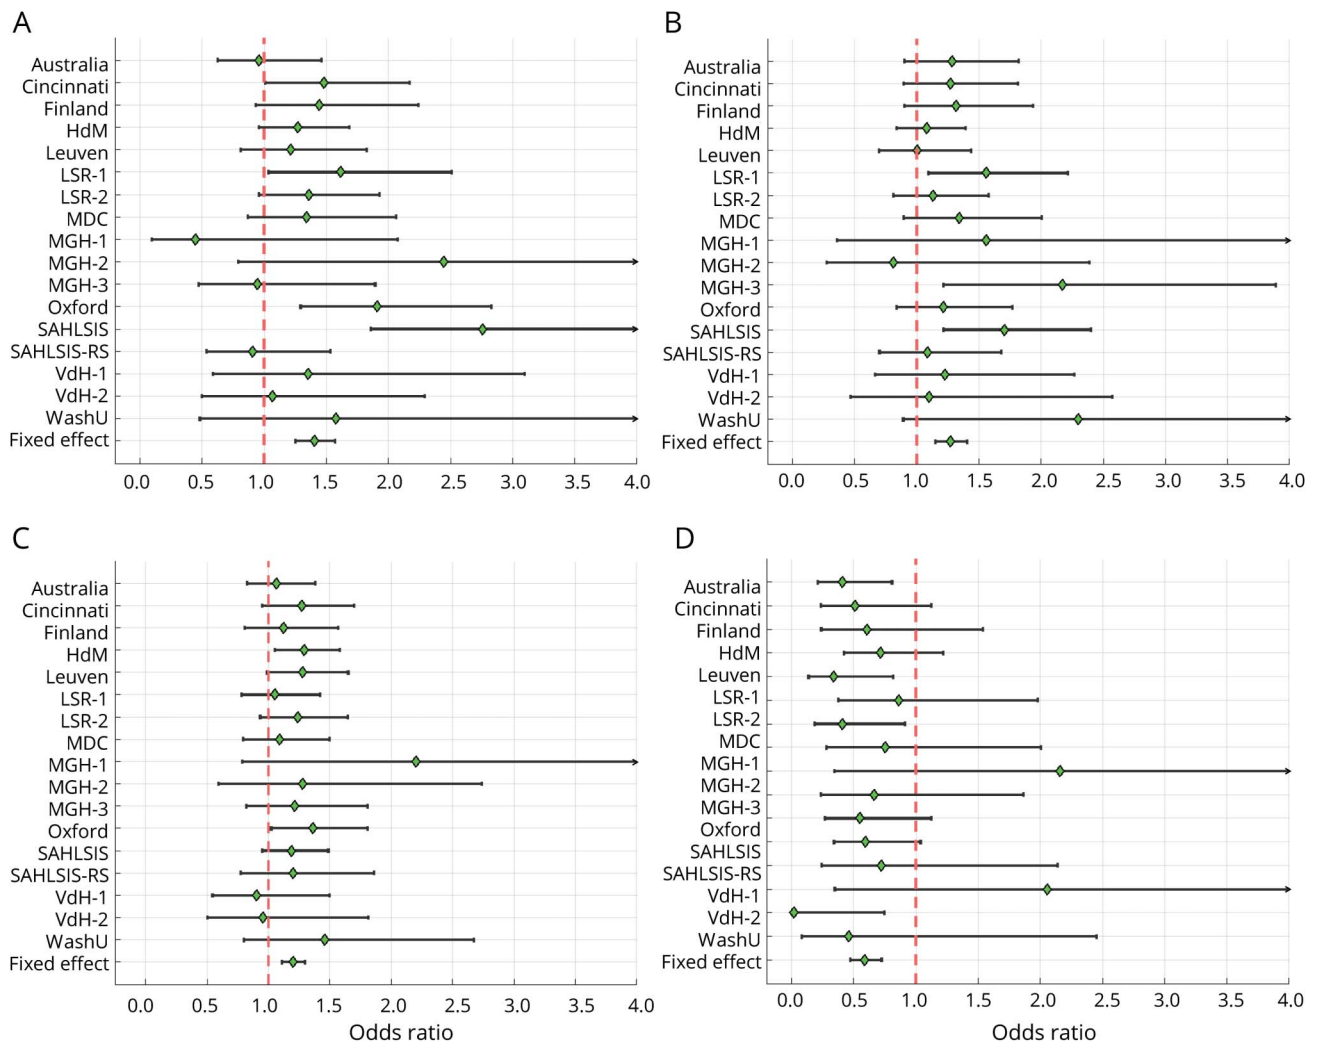 A
Australia
Cincinnati
Finland
HdM
Leuven
LSR-1
LSR-2
MDC
MGH-1
MGH-2
MGH-3
Oxford
SAHLSIS
SAHLSIS-RS
VdH-1
VdH-2
WashU
Fixed effect
0.0 0.5 1.0 1.5 2.0 2.5 3.0 3.5 4.0
B
Australia
Cincinnati
Finland
HdM
Leuven
LSR-1
LSR-2
MDC
MGH-1
MGH-2
MGH-3
Oxford
SAHLSIS
SAHLSIS-RS
VdH-1
VdH-2
WashU
Fixed effect
0.0 0.5 1.0 1.5 2.0 2.5 3.0 3.5 4.0
C
Australia
Cincinnati
Finland
HdM
Leuven
LSR-1
LSR-2
MDC
MGH-1
MGH-2
MGH-3
Oxford
SAHLSIS
SAHLSIS-RS
VdH-1
VdH-2
WashU
Fixed effect
0.0 0.5 1.0 1.5 2.0 2.5 3.0 3.5 4.0
Odds ratio
D
Australia
Cincinnati
Finland
HdM
Leuven
LSR-1
LSR-2
MDC
MGH-1
MGH-2
MGH-3
Oxford
SAHLSIS
SAHLSIS-RS
VdH-1
VdH-2
WashU
Fixed effect
0.0 0.5 1.0 1.5 2.0 2.5 3.0 3.5 4.0
Odds ratio